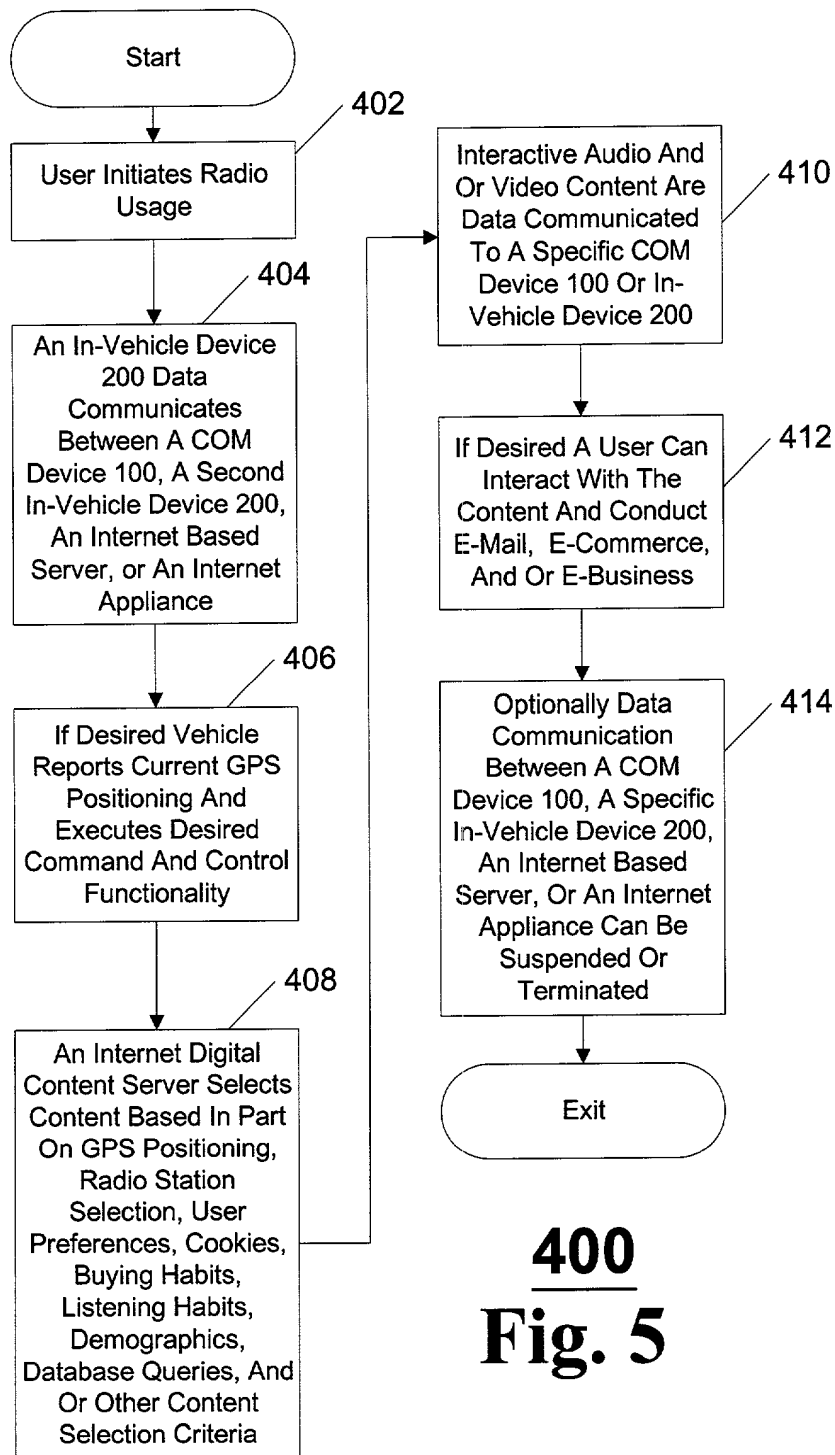 Start
402
User Initiates Radio
Usage
404
An In-Vehicle Device
200 Data
Communicates
Between A COM
Device 100, A Second
In-Vehicle Device 200,
An Internet Based
Server, or An Internet
Appliance
406
If Desired Vehicle
Reports Current GPS
Positioning And
Executes Desired
Command And Control
Functionality
408
An Internet Digital
Content Server Selects
Content Based In Part
On GPS Positioning,
Radio Station
Selection, User
Preferences, Cookies,
Buying Habits,
Listening Habits,
Demographics,
Database Queries, And
Or Other Content
Selection Criteria
410
Interactive Audio And
Or Video Content Are
Data Communicated
To A Specific COM
Device 100 Or In-
Vehicle Device 200
412
If Desired A User Can
Interact With The
Content And Conduct
E-Mail, E-Commerce,
And Or E-Business
414
Optionally Data
Communication
Between A COM
Device 100, A Specific
In-Vehicle Device 200,
An Internet Based
Server, Or An Internet
Appliance Can Be
Suspended Or
Terminated
Exit
400
Fig. 5